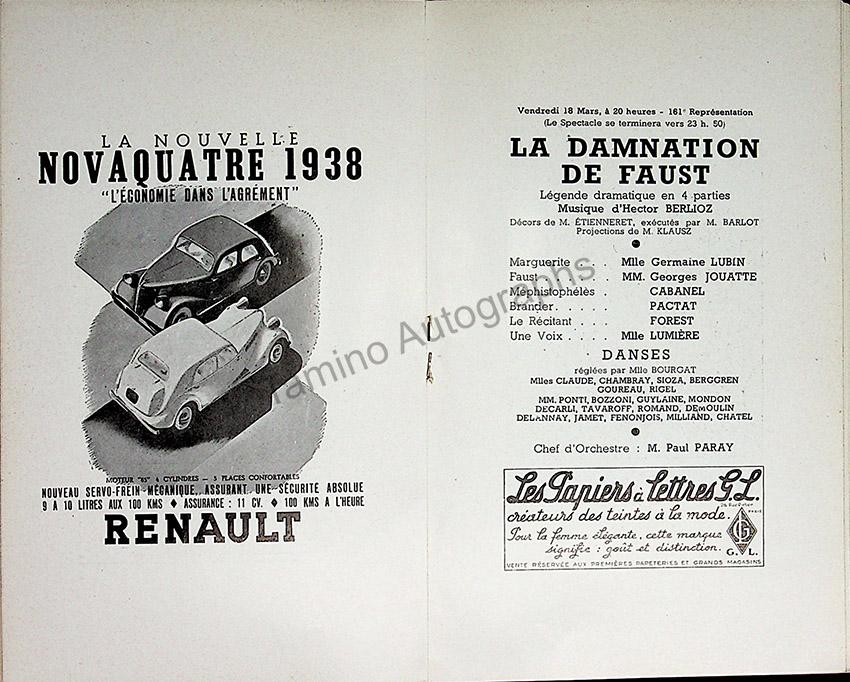 LA NOUVELLE
NOVAQUATRE 1938
"L'ÉCONOMIE DANS L'AGRÉMENT"
MOTEUR "85" 4 CYLINDRES — 5 PLACES CONFORTABLES
NOUVEAU SERVO-FREIN MÉCANIQUE, ASSURANT UNE SÉCURITÉ ABSOLUE
9 A 10 LITRES AUX 100 KMS ♦ ASSURANCE : 11 CV. ♦ 100 KMS A L'HEURE
RENAULT
Vendredi 18 Mars, à 20 heures - 161e Représentation
(Le Spectacle se terminera vers 23 h. 50)
LA DAMNATION
DE FAUST
Légende dramatique en 4 parties
Musique d'Hector BERLIOZ
Décors de M. ÉTIENNERET, exécutés par M. BARLOT
Projections de M. KLAUSZ
Marguerite . . . Mlle Germaine LUBIN
Faust . . . . MM. Georges JOUATTE
Méphistophélès . CABANEL
Brander . . . . . PACTAT
Le Récitant . . . . FOREST
Une Voix . . . . . Mlle LUMIÈRE
DANSES
réglées par Mlle BOURGAT
Mlles CLAUDE, CHAMBRAY, SIOZA, BERGGREN
GOUREAU, RIGEL
MM. PONTI, BOZZONI, GUYLAINE, MONDON
DECARLI, TAVAROFF, ROMAND, DEMOULIN
DELANNAY, JAMET, FENONJOIS, MILLIAND, CHATEL
Chef d'Orchestre : M. Paul PARAY
Les Papiers à Lettres G.L.
créateurs des teintes à la mode.
Pour la femme élégante, cette marque
signifie : goût et distinction.
G. L.
VENTE RÉSERVÉE AUX PREMIÈRES PAPETERIES ET GRANDS MAGASINS
Tamino Autographs